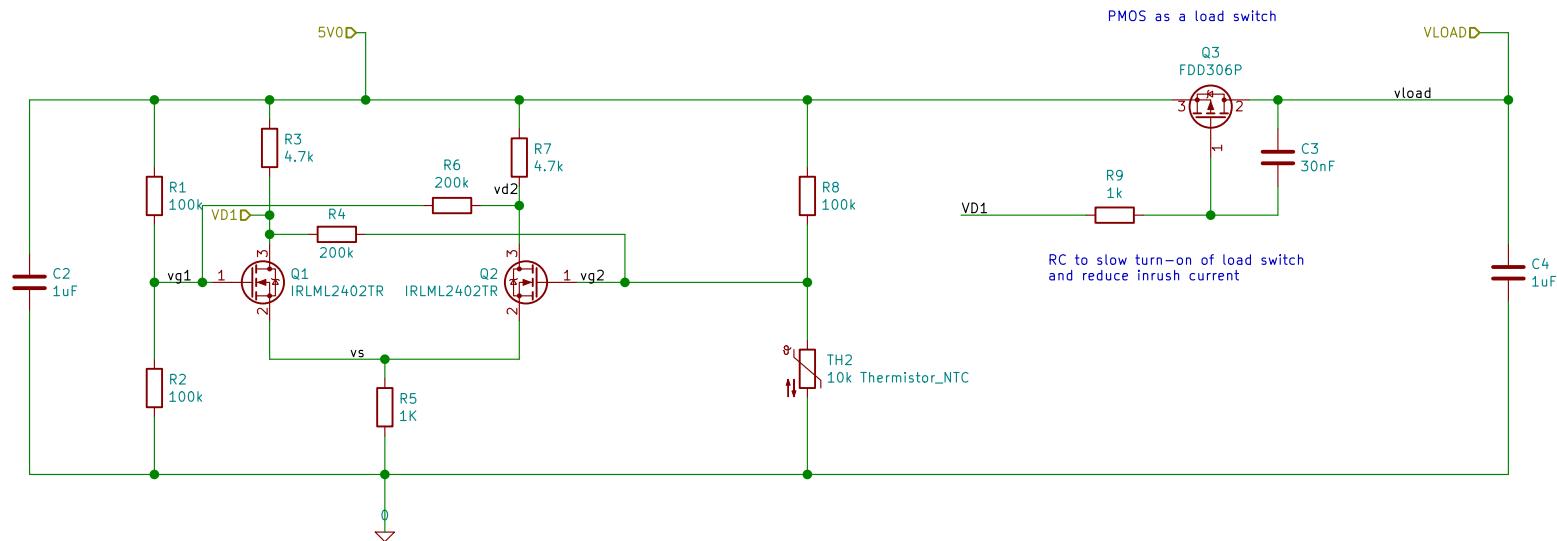 PMOS as a load switch
5V0
VLOAD
Q3
FDD306P
3
2
1
vload
R3
4.7k
R7
4.7k
R6
200k
vd2
C3
30nF
R1
100k
VD1
R4
200k
R8
100k
R9
1k
VD1
3
3
vg1
1
Q1
IRLML2402TR
Q2
IRLML2402TR
1
vg2
2
2
C2
1uF
RC to slow turn-on of load switch
and reduce inrush current
C4
1uF
vs
R2
100k
R5
1K
θ
TH2
10k Thermistor_NTC
0